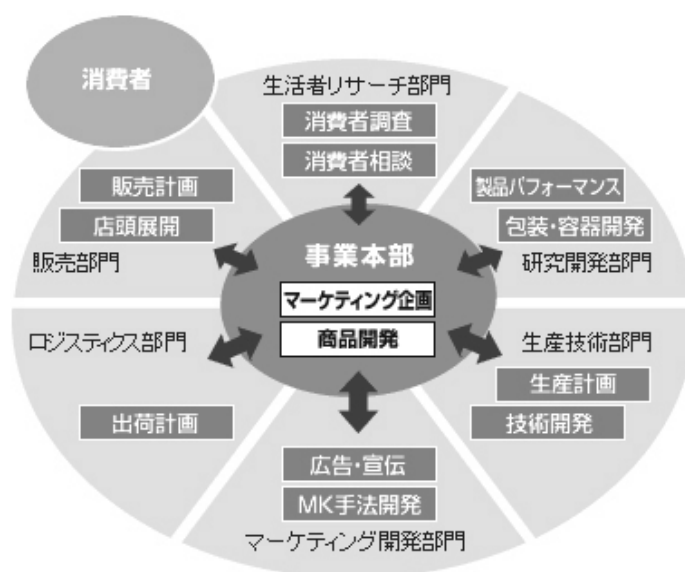 消費者
生活者リサーチ部門
消費者調査
消費者相談
製品パフォーマンス
包装・容器開発
研究開発部門
販売計画
店頭展開
販売部門
事業本部
マーケティング企画
商品開発
ロジスティクス部門
出荷計画
生産技術部門
生産計画
技術開発
広告・宣伝
MK手法開発
マーケティング開発部門